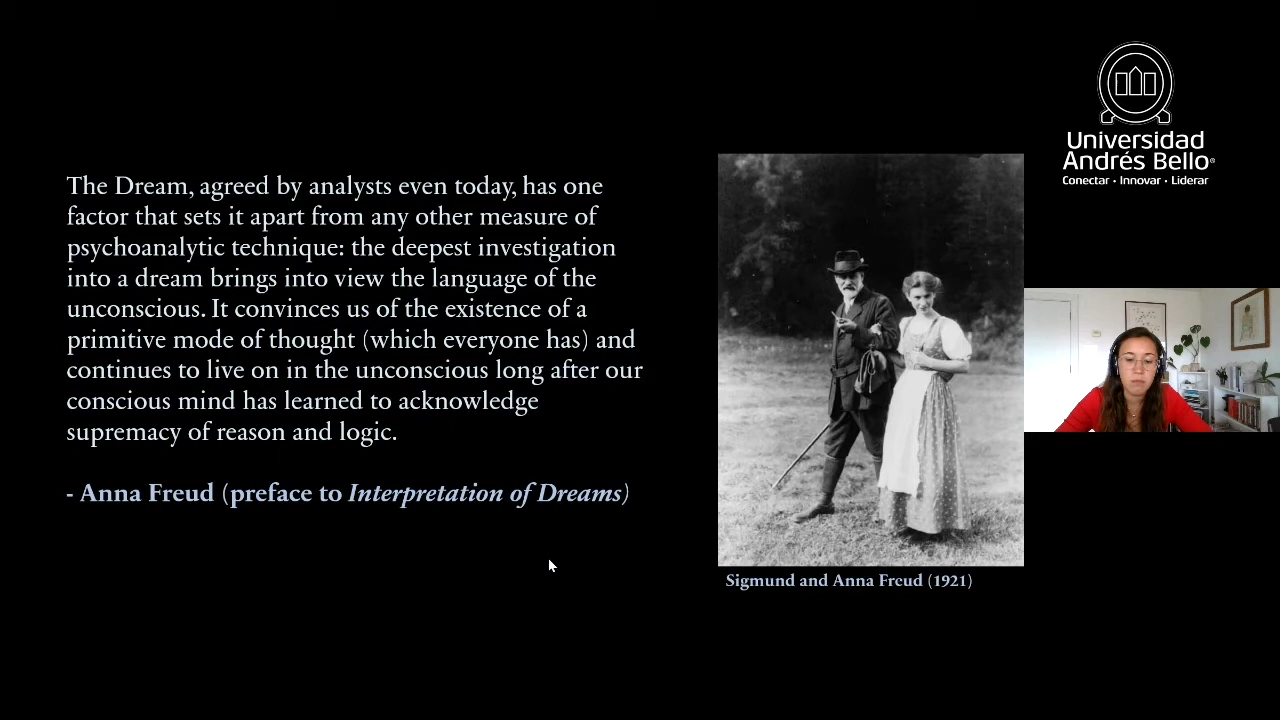 The Dream, agreed by analysts even today, has one
factor that sets it apart from any other measure of
psychoanalytic technique: the deepest investigation
into a dream brings into view the language of the
unconscious. It convinces us of the existence of a
primitive mode of thought (which everyone has) and
continues to live on in the unconscious long after our
conscious mind has learned to acknowledge
supremacy of reason and logic.
- Anna Freud (preface to Interpretation of Dreams)
Sigmund and Anna Freud (1921)
Universidad
Andrés Bello®
Conectar · Innovar · Liderar